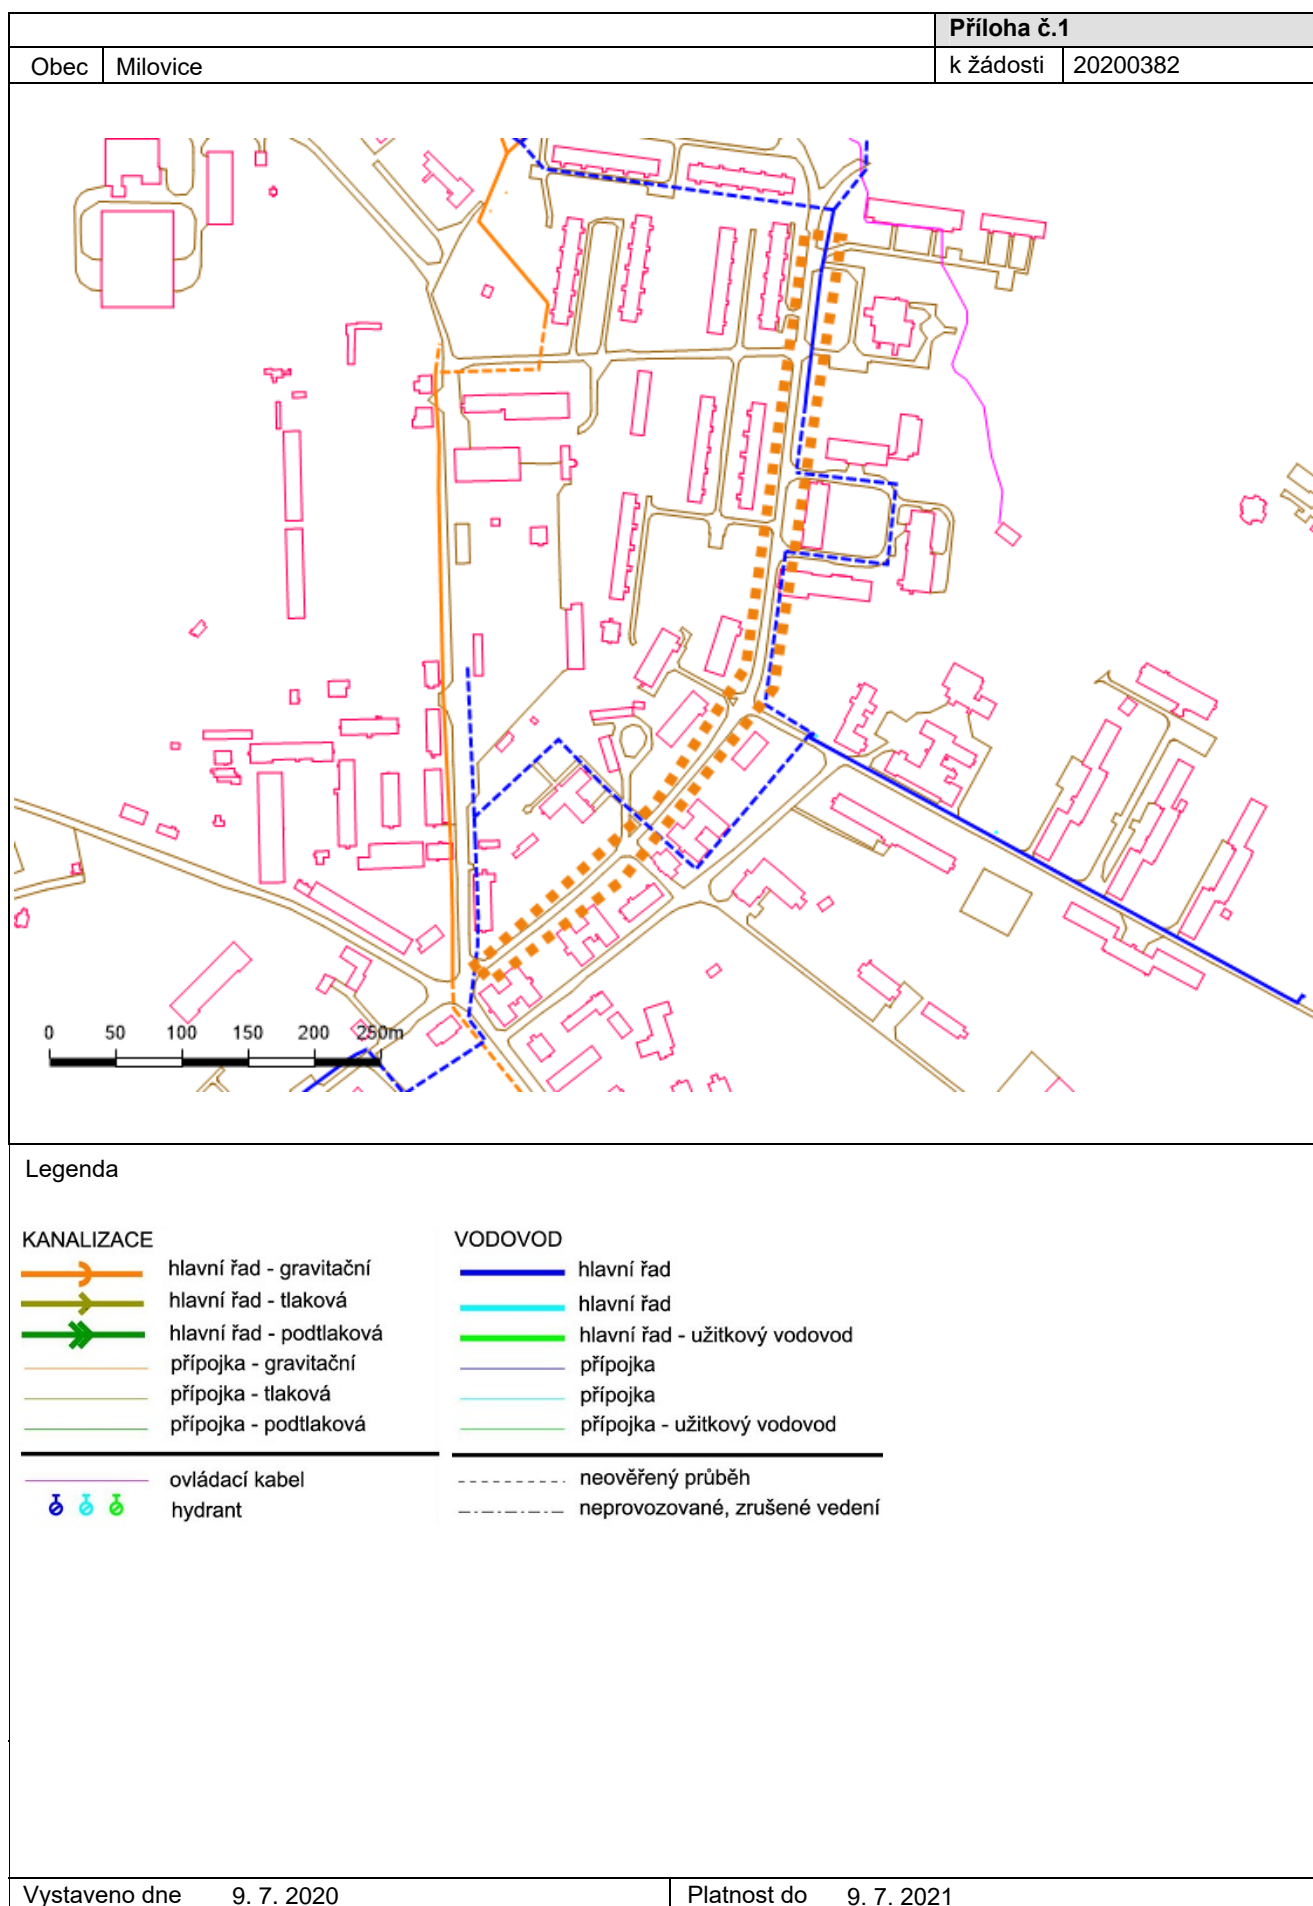 Příloha č.1
Obec Milovice k žádosti 20200382
0 50 100 150 200 250m
Legenda
KANALIZACE
hlavní řad - gravitační
hlavní řad - tlaková
hlavní řad - podtlaková
přípojka - gravitační
přípojka - tlaková
přípojka - podtlaková
ovládací kabel
hydrant
VODOVOD
hlavní řad
hlavní řad
hlavní řad - užitkový vodovod
přípojka
přípojka
přípojka - užitkový vodovod
neověřený průběh
neprovozované, zrušené vedení
Vystaveno dne 9. 7. 2020 Platnost do 9. 7. 2021